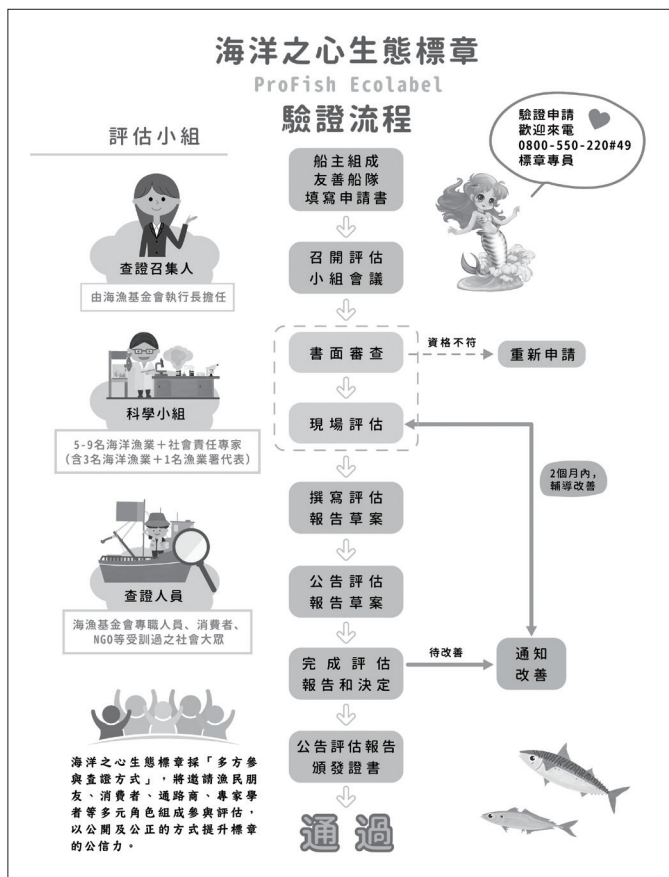 海洋之心生態標章
ProFish Ecolabel
驗證流程
驗證申請
歡迎來電
0800-550-220#49
標章專員
評估小組
查證召集人
由海漁基金會執行長擔任
科學小組
5-9名海洋漁業＋社會責任專家
（含3名海洋漁業＋1名漁業署代表）
查證人員
海漁基金會專職人員、消費者、
NGO等受訓過之社會大眾
海洋之心生態標章採「多方參
與查證方式」，將邀請漁民朋
友、消費者、通路商、專家學
者等多元角色組成參與評估，
以公開及公正的方式提升標章
的公信力。
船主組成
友善船隊
填寫申請書
召開評估
小組會議
書面審查
資格不符
重新申請
現場評估
2個月內，
輔導改善
撰寫評估
報告草案
公告評估
報告草案
完成評估
報告和決定
待改善
通知
改善
公告評估報告
頒發證書
通過